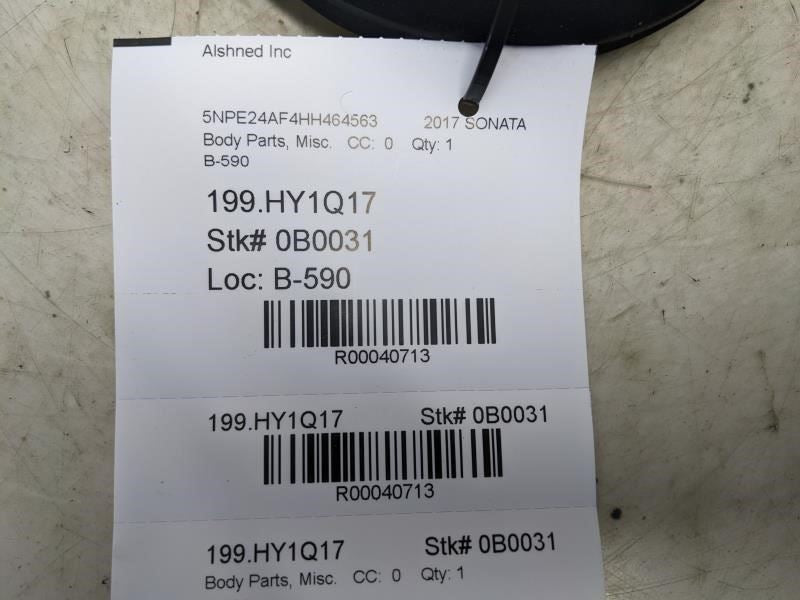 Alshned Inc
5NPE24AF4HH464563 2017 SONATA
Body Parts, Misc. CC: 0 Qty: 1
B-590
199.HY1Q17
Stk# 0B0031
Loc: B-590
R00040713
199.HY1Q17 Stk# 0B0031
R00040713
199.HY1Q17 Stk# 0B0031
Body Parts, Misc. CC: 0 Qty: 1